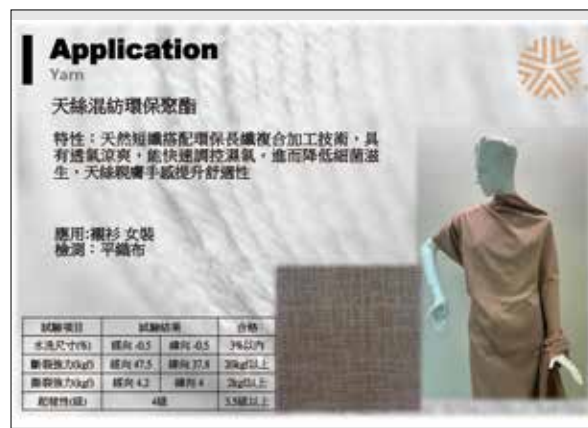 Application
Yarn
天絲混紡環保聚酯
特性：天然短纖搭配環保長纖複合加工技術，具
有透氣涼爽，能快速調控濕氣，進而降低細菌滋
生，天絲親膚手感提升舒適性
應用:襯衫 女裝
檢測：平織布
試驗項目 試驗結果 合格
水洗尺寸(%) 經向 -0.5 緯向 -0.5 3%以內
斷裂強力(kgf) 經向 47.5 緯向 37.8 20kgf以上
撕裂強力(kgf) 經向 4.2 緯向 4 2kgf以上
起毬性(級) 4級 3.5級以上